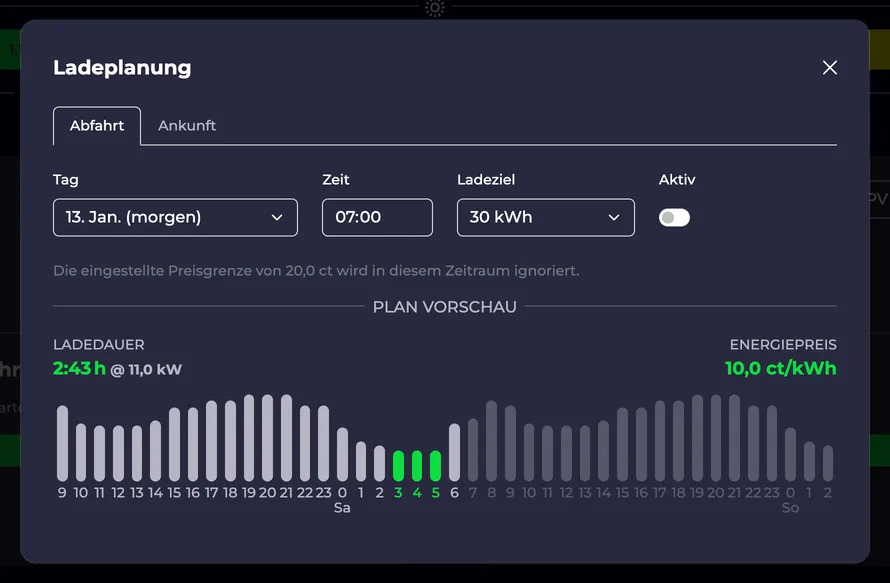 Ladeplanung
Abfahrt Ankunft
Tag Zeit Ladeziel Aktiv
13. Jan. (morgen) 07:00 30 kWh
PV
Die eingestellte Preisgrenze von 20,0 ct wird in diesem Zeitraum ignoriert.
PLAN VORSCHAU
LADEDAUER ENERGIEPREIS
2:43 h @ 11,0 kW 10,0 ct/kWh
9 10 11 12 13 14 15 16 17 18 19 20 21 22 23 0 1 2 3 4 5 6 7 8 9 10 11 12 13 14 15 16 17 18 19 20 21 22 23 0 1 2
Sa So